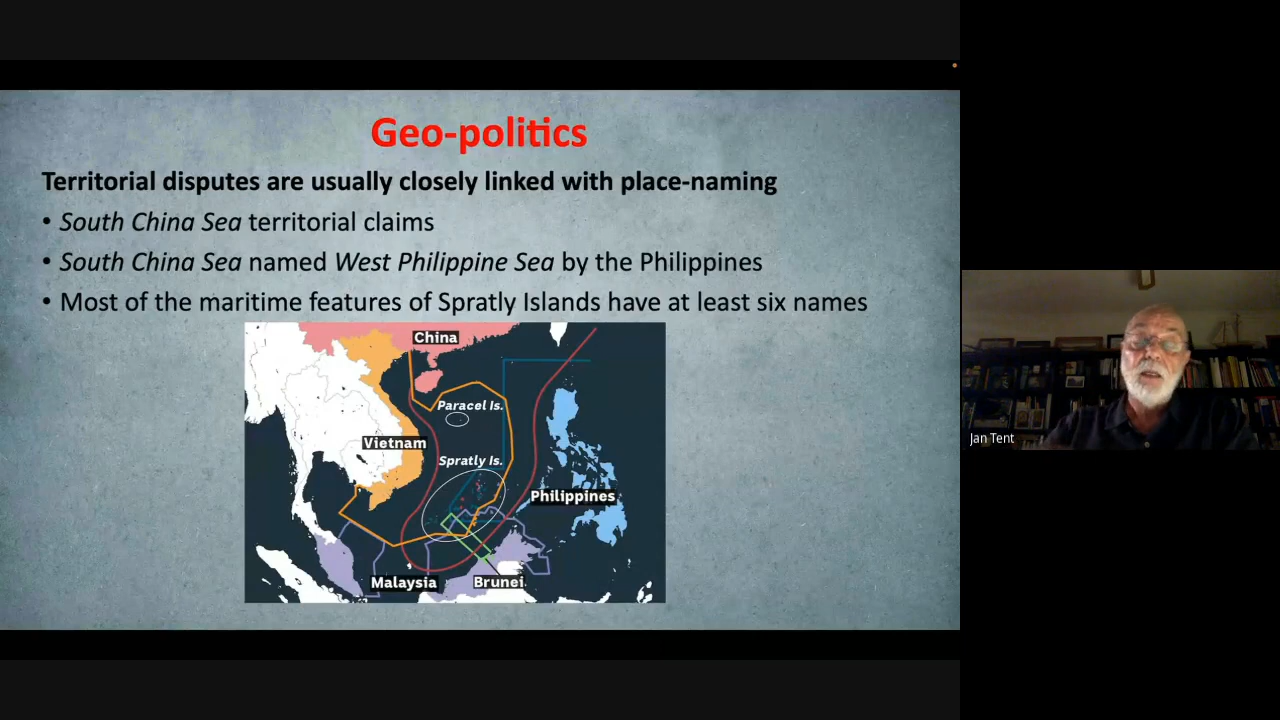 Geo-politics
Territorial disputes are usually closely linked with place-naming
• South China Sea territorial claims
• South China Sea named West Philippine Sea by the Philippines
• Most of the maritime features of Spratly Islands have at least six names
China
Paracel Is.
Vietnam
Spratly Is.
Philippines
Malaysia
Brunei
Jan Tent